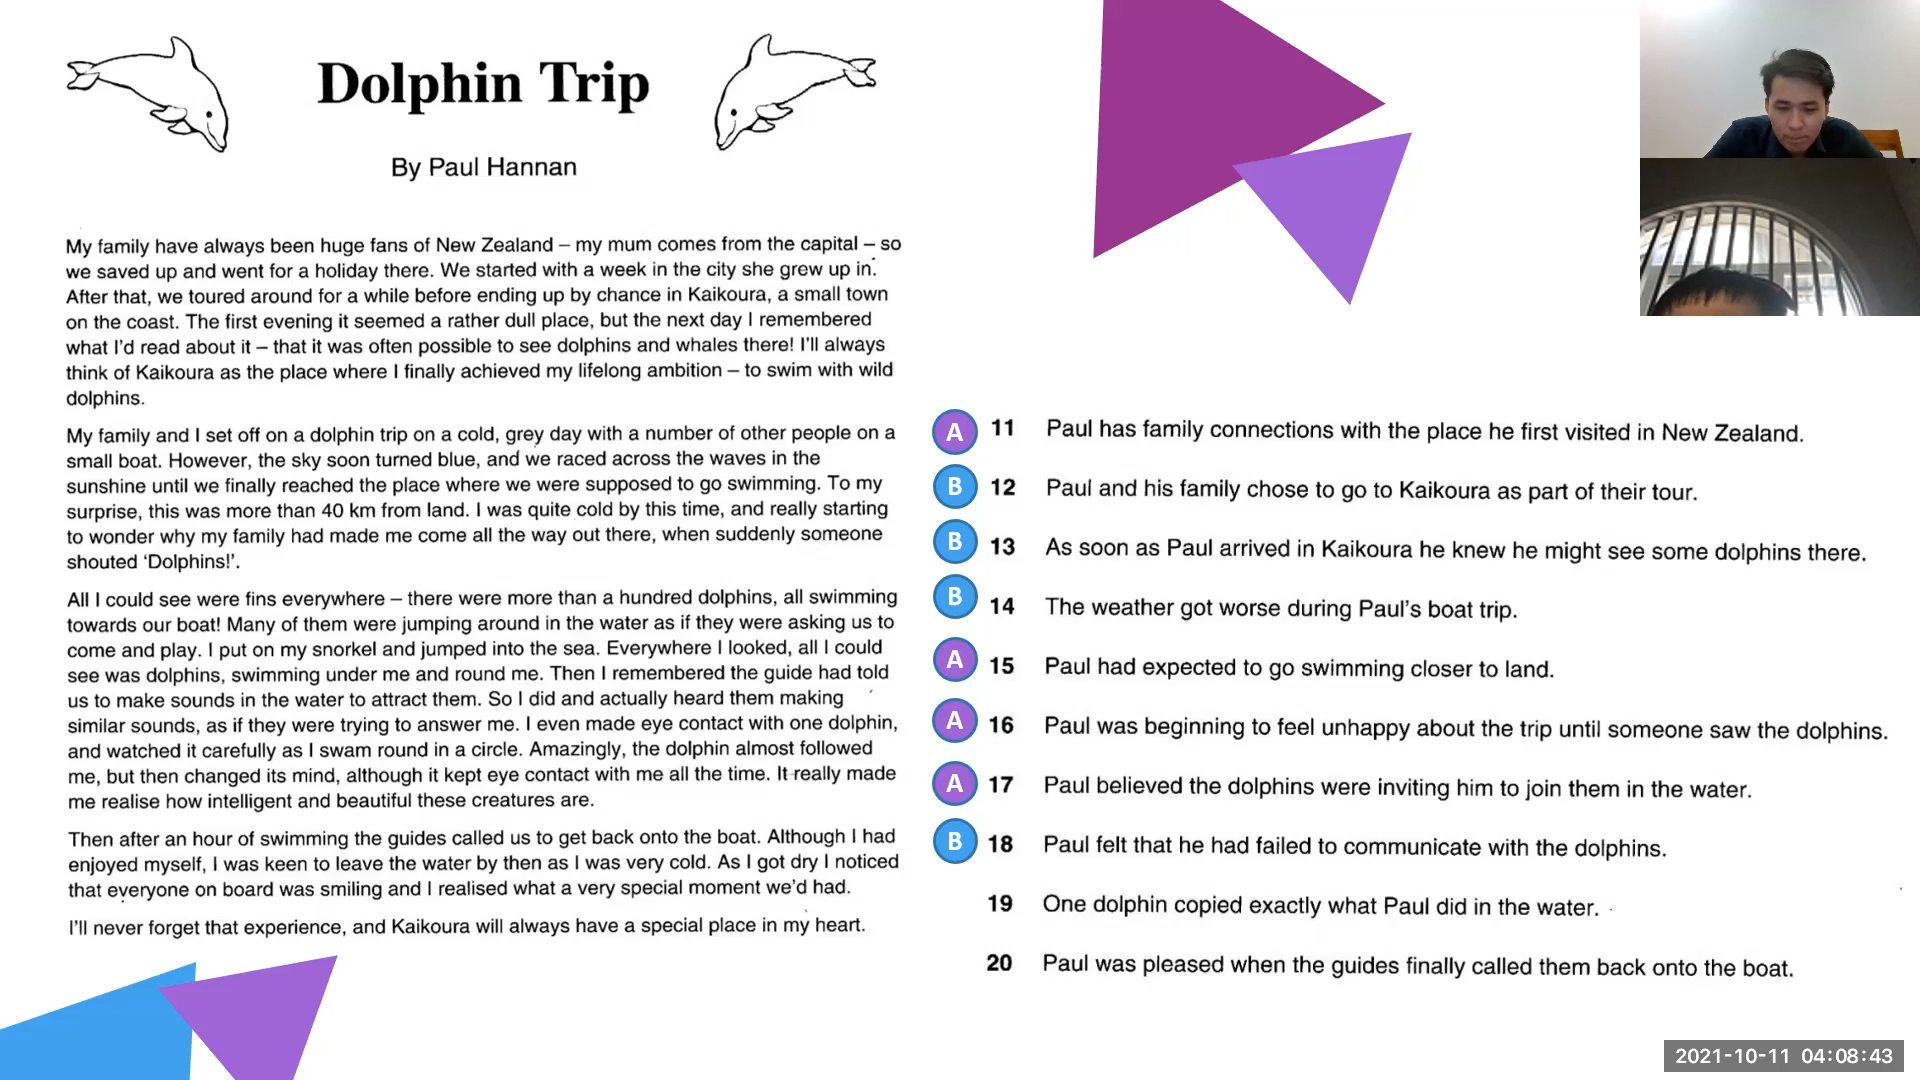 Dolphin Trip
By Paul Hannan
My family have always been huge fans of New Zealand – my mum comes from the capital – so
we saved up and went for a holiday there. We started with a week in the city she grew up in.
After that, we toured around for a while before ending up by chance in Kaikoura, a small town
on the coast. The first evening it seemed a rather dull place, but the next day I remembered
what I'd read about it – that it was often possible to see dolphins and whales there! I'll always
think of Kaikoura as the place where I finally achieved my lifelong ambition – to swim with wild
dolphins.
My family and I set off on a dolphin trip on a cold, grey day with a number of other people on a
small boat. However, the sky soon turned blue, and we raced across the waves in the
sunshine until we finally reached the place where we were supposed to go swimming. To my
surprise, this was more than 40 km from land. I was quite cold by this time, and really starting
to wonder why my family had made me come all the way out there, when suddenly someone
shouted 'Dolphins!'.
All I could see were fins everywhere – there were more than a hundred dolphins, all swimming
towards our boat! Many of them were jumping around in the water as if they were asking us to
come and play. I put on my snorkel and jumped into the sea. Everywhere I looked, all I could
see was dolphins, swimming under me and round me. Then I remembered the guide had told
us to make sounds in the water to attract them. So I did and actually heard them making
similar sounds, as if they were trying to answer me. I even made eye contact with one dolphin,
and watched it carefully as I swam round in a circle. Amazingly, the dolphin almost followed
me, but then changed its mind, although it kept eye contact with me all the time. It really made
me realise how intelligent and beautiful these creatures are.
Then after an hour of swimming the guides called us to get back onto the boat. Although I had
enjoyed myself, I was keen to leave the water by then as I was very cold. As I got dry I noticed
that everyone on board was smiling and I realised what a very special moment we'd had.
I'll never forget that experience, and Kaikoura will always have a special place in my heart.
A 11 Paul has family connections with the place he first visited in New Zealand.
B 12 Paul and his family chose to go to Kaikoura as part of their tour.
B 13 As soon as Paul arrived in Kaikoura he knew he might see some dolphins there.
B 14 The weather got worse during Paul's boat trip.
A 15 Paul had expected to go swimming closer to land.
A 16 Paul was beginning to feel unhappy about the trip until someone saw the dolphins.
A 17 Paul believed the dolphins were inviting him to join them in the water.
B 18 Paul felt that he had failed to communicate with the dolphins.
19 One dolphin copied exactly what Paul did in the water.
20 Paul was pleased when the guides finally called them back onto the boat.
2021-10-11 04:08:43